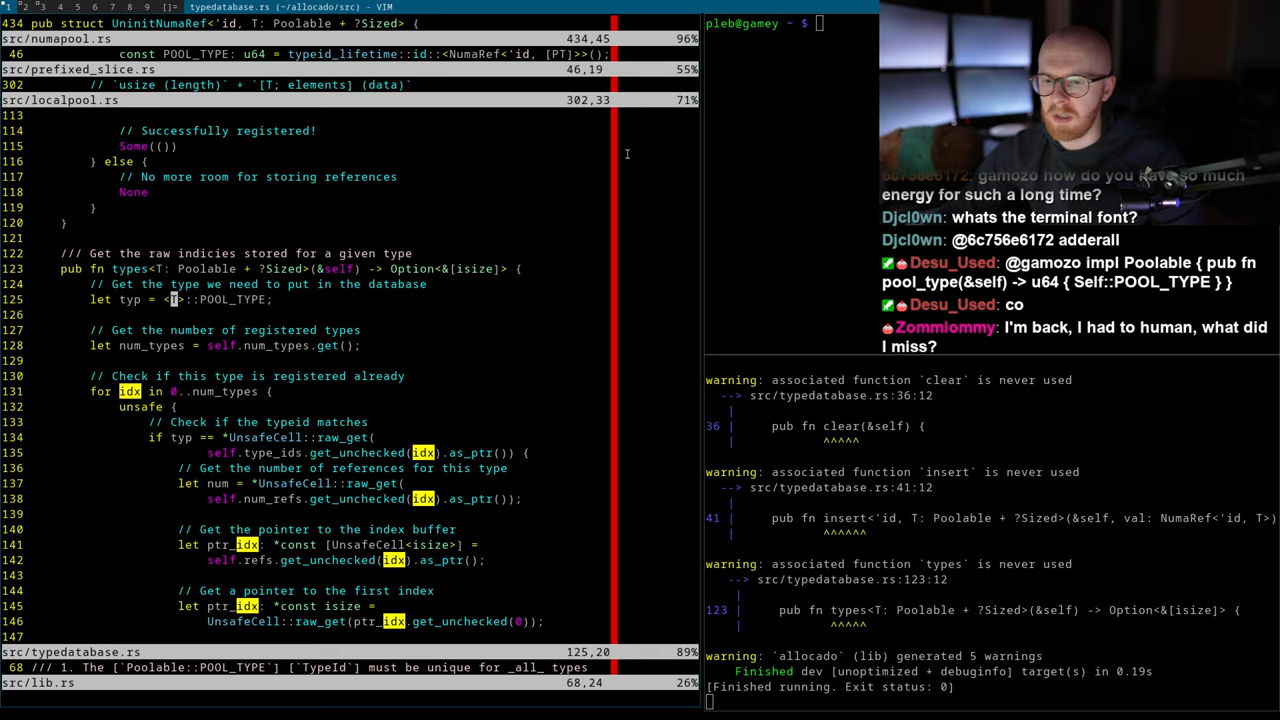 1 2 3 4 5 6 7 []= typedatabase.rs (~/allocado/src) - VIM
434 pub struct UninitNumaRef<'id, T: Poolable + ?Sized> {
src/numapool.rs 434,45 96%
46 const POOL_TYPE: u64 = typeid_lifetime::id::<NumaRef<'id, [PT]>>();
src/prefixed_slice.rs 46,19 55%
302 // `usize (length)` + `[T; elements] (data)`
src/localpool.rs 302,33 71%
113
114 // Successfully registered!
115 Some(())
116 } else {
117 // No more room for storing references
118 None
119 }
120 }
121
122 /// Get the raw indicies stored for a given type
123 pub fn types<T: Poolable + ?Sized>(&self) -> Option<&[isize]> {
124 // Get the type we need to put in the database
125 let typ = <T>::POOL_TYPE;
126
127 // Get the number of registered types
128 let num_types = self.num_types.get();
129
130 // Check if this type is registered already
131 for idx in 0..num_types {
132 unsafe {
133 // Check if the typeid matches
134 if typ == *UnsafeCell::raw_get(
135 self.type_ids.get_unchecked(idx).as_ptr()) {
136 // Get the number of references for this type
137 let num = *UnsafeCell::raw_get(
138 self.num_refs.get_unchecked(idx).as_ptr());
139
140 // Get the pointer to the index buffer
141 let ptr_idx: *const [UnsafeCell<isize>] =
142 self.refs.get_unchecked(idx).as_ptr();
143
144 // Get a pointer to the first index
145 let ptr_idx: *const isize =
146 UnsafeCell::raw_get(ptr_idx.get_unchecked(0));
147
src/typedatabase.rs 125,20 89%
68 /// 1. The [`Poolable::POOL_TYPE`] [`TypeId`] must be unique for _all_ types
src/lib.rs 68,24 26%
pleb@gamey ~ $
6c756e6172: gamozo how do you have so much
energy for such a long time?
Djcl0wn: whats the terminal font?
Djcl0wn: @6c756e6172 adderall
Desu_Used: @gamozo impl Poolable { pub fn
pool_type(&self) -> u64 { Self::POOL_TYPE } }
Desu_Used: co
Zommiommy: I'm back, I had to human, what did
I miss?
warning: associated function `clear` is never used
--> src/typedatabase.rs:36:12
|
36 | pub fn clear(&self) {
| ^^^^^
warning: associated function `insert` is never used
--> src/typedatabase.rs:41:12
|
41 | pub fn insert<'id, T: Poolable + ?Sized>(&self, val: NumaRef<'id, T>)
| ^^^^^^
warning: associated function `types` is never used
--> src/typedatabase.rs:123:12
|
123 | pub fn types<T: Poolable + ?Sized>(&self) -> Option<&[isize]> {
| ^^^^^
warning: `allocado` (lib) generated 5 warnings
Finished dev [unoptimized + debuginfo] target(s) in 0.19s
[Finished running. Exit status: 0]